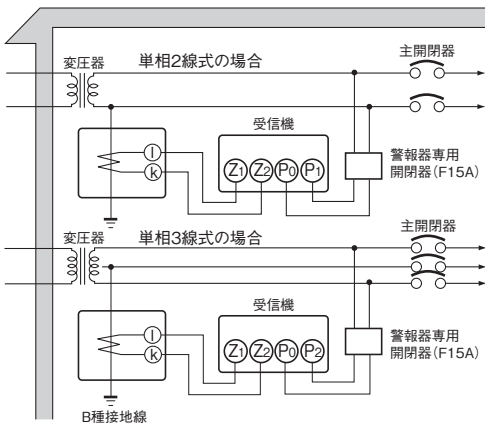 変圧器
単相2線式の場合
主開閉器
受信機
l
k
Z1 Z2 P0 P1
警報器専用
開閉器(F15A)
変圧器
単相3線式の場合
主開閉器
受信機
l
k
Z1 Z2 P0 P2
警報器専用
開閉器(F15A)
B種接地線